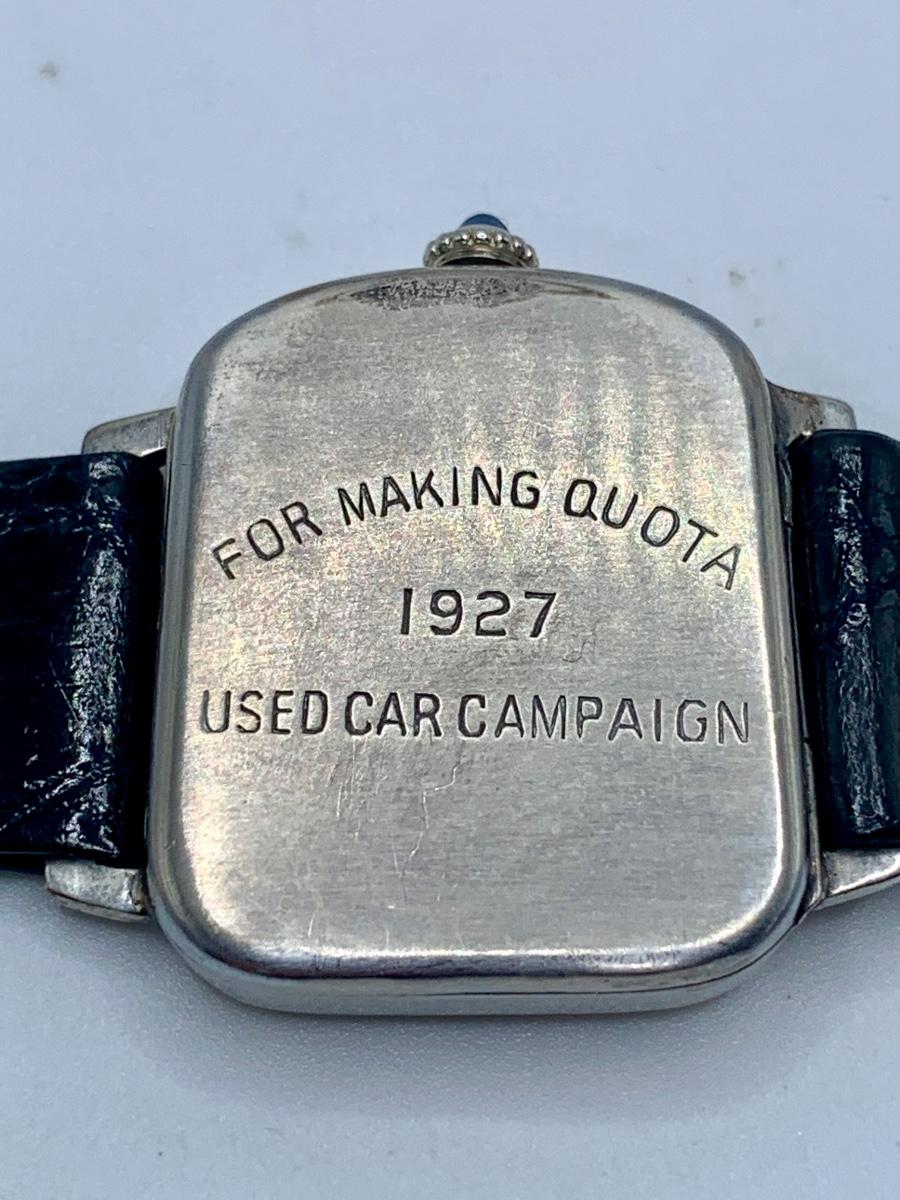 FOR MAKING QUOTA
1927
USED CAR CAMPAIGN